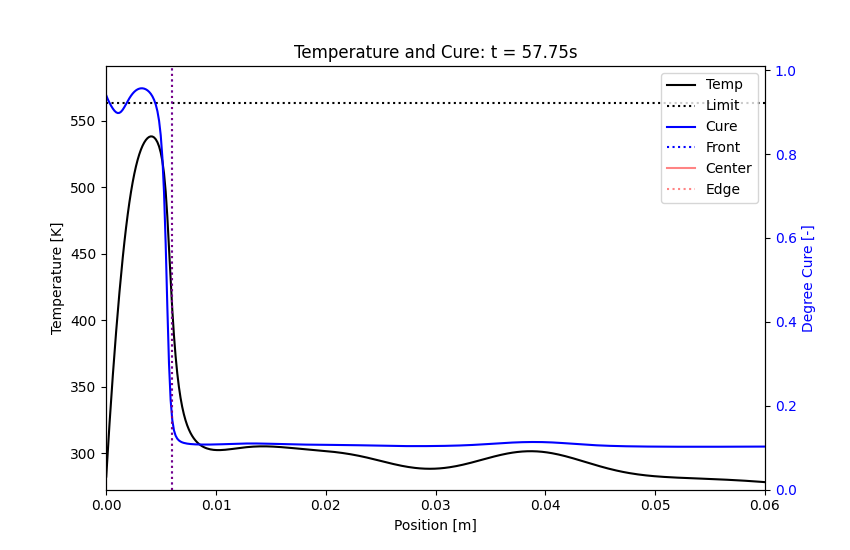 Temperature and Cure: t = 57.75s
Temp
Limit
Cure
Front
Center
Edge
Temperature [K]
550
500
450
400
350
300
Degree Cure [-]
1.0
0.8
0.6
0.4
0.2
0.0
0.00 0.01 0.02 0.03 0.04 0.05 0.06
Position [m]